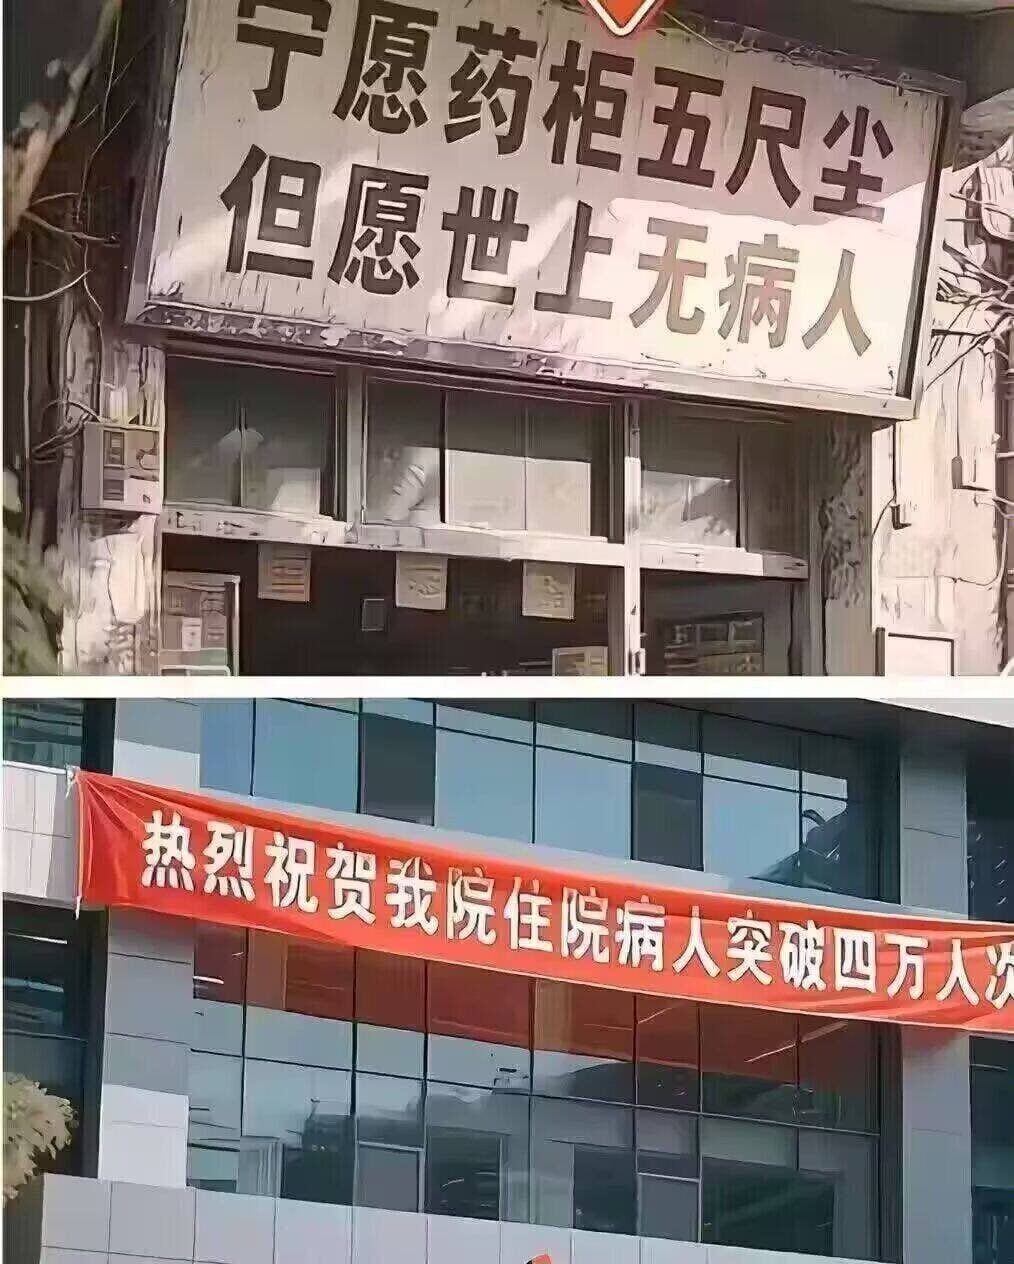 宁愿药柜五尺尘
但愿世上无病人
热烈祝贺我院住院病人突破四万人次